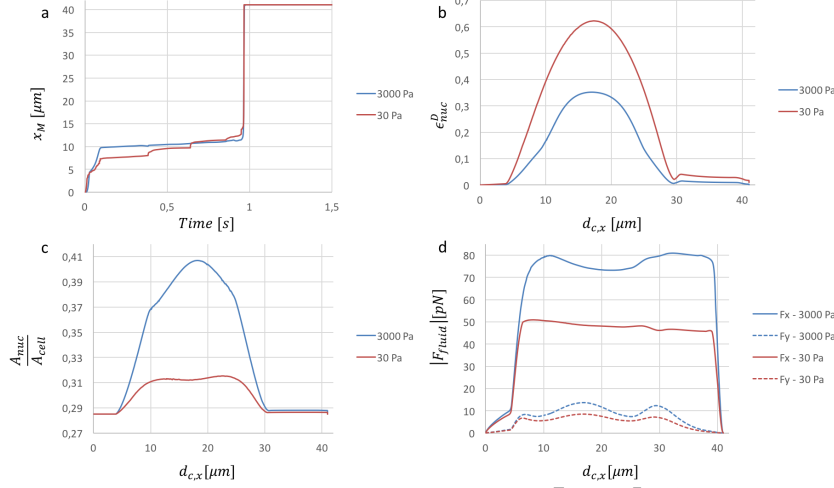 a
40
35
30
25
20
15
10
5
0
x_M [μm]
0
0,5
1
1,5
Time [s]
3000 Pa
30 Pa
b
0,7
0,6
0,5
0,4
0,3
0,2
0,1
0
ϵ^D_nuc
0
10
20
30
40
d_c,x [μm]
3000 Pa
30 Pa
c
0,41
0,39
0,37
0,35
0,33
0,31
0,29
0,27
A_nuc
A_cell
0
10
20
30
40
d_c,x[μm]
3000 Pa
30 Pa
d
80
70
60
50
40
30
20
10
0
|F_fluid|[pN]
0
10
20
30
40
d_c,x [μm]
Fx - 3000 Pa
Fy - 3000 Pa
Fx - 30 Pa
Fy - 30 Pa